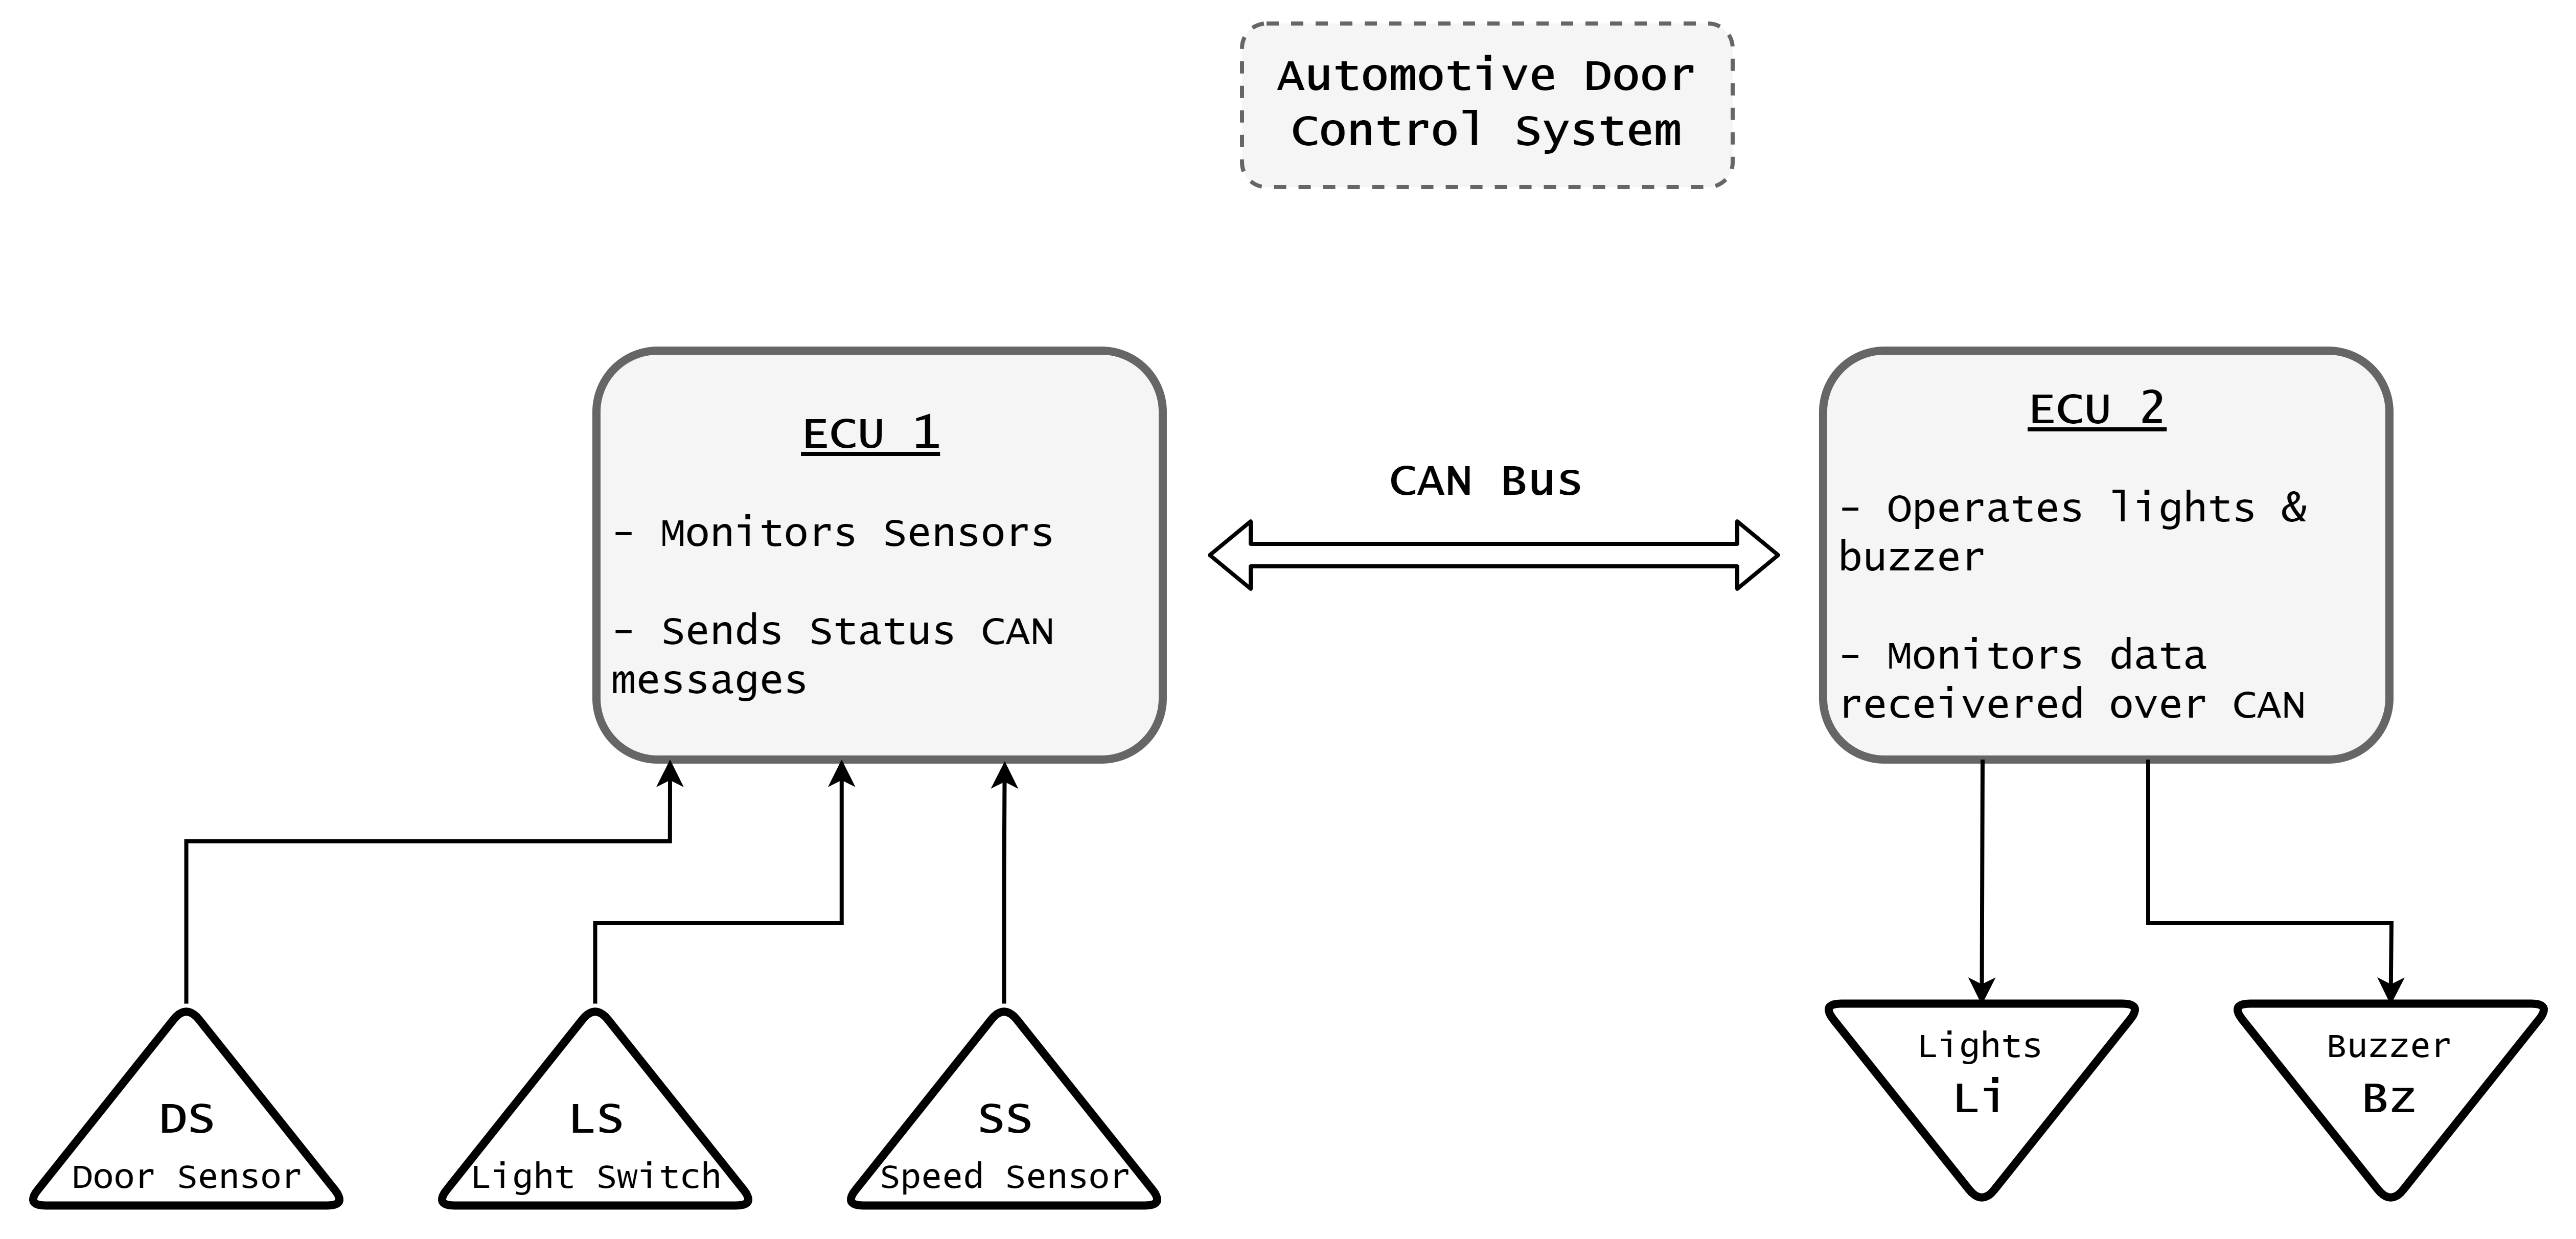 Automotive Door
Control System
ECU 1
- Monitors Sensors
- Sends Status CAN
messages
CAN Bus
ECU 2
- Operates lights &
buzzer
- Monitors data
receivered over CAN
DS
Door Sensor
LS
Light Switch
SS
Speed Sensor
Lights
Li
Buzzer
Bz